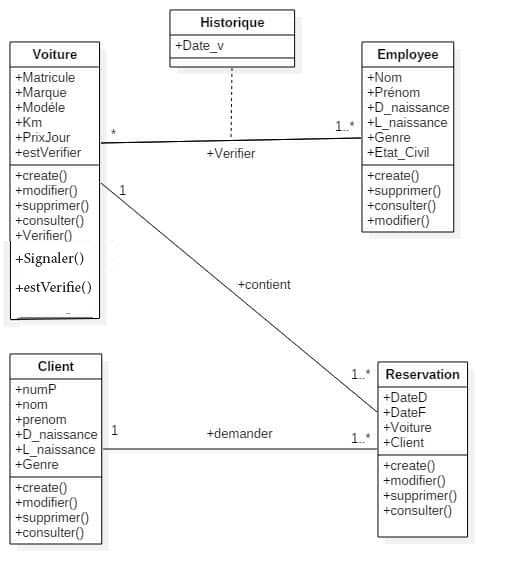 Historique
+Date_v
Voiture
+Matricule
+Marque
+Modéle
+Km
+PrixJour
+estVerifier
+create()
+modifier()
+supprimer()
+consulter()
+Verifier()
+Signaler()
+estVerifie()
Employee
+Nom
+Prénom
+D_naissance
+L_naissance
+Genre
+Etat_Civil
+create()
+supprimer()
+consulter()
+modifier()
*
1..*
+Verifier
1
+contient
1..*
Client
+numP
+nom
+prenom
+D_naissance
+L_naissance
+Genre
+create()
+modifier()
+supprimer()
+consulter()
1
+demander
1..*
Reservation
+DateD
+DateF
+Voiture
+Client
+create()
+modifier()
+supprimer()
+consulter()